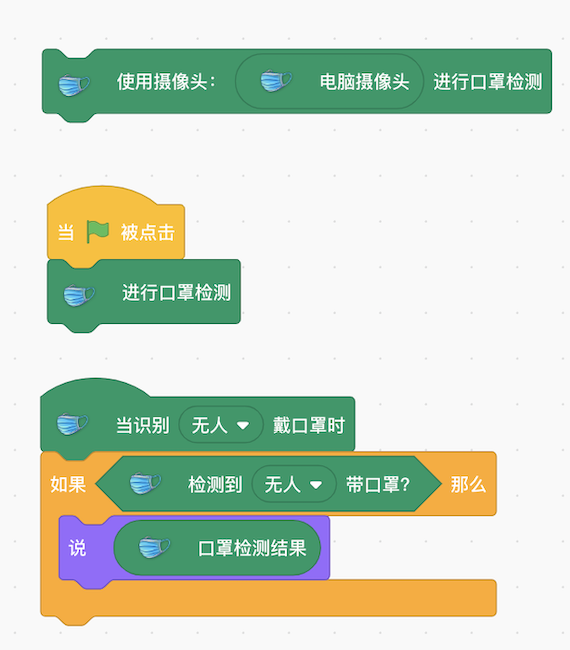 使用摄像头: 电脑摄像头 进行口罩检测
当 被点击
进行口罩检测
当识别 无人 戴口罩时
如果 检测到 无人 带口罩? 那么
说 口罩检测结果